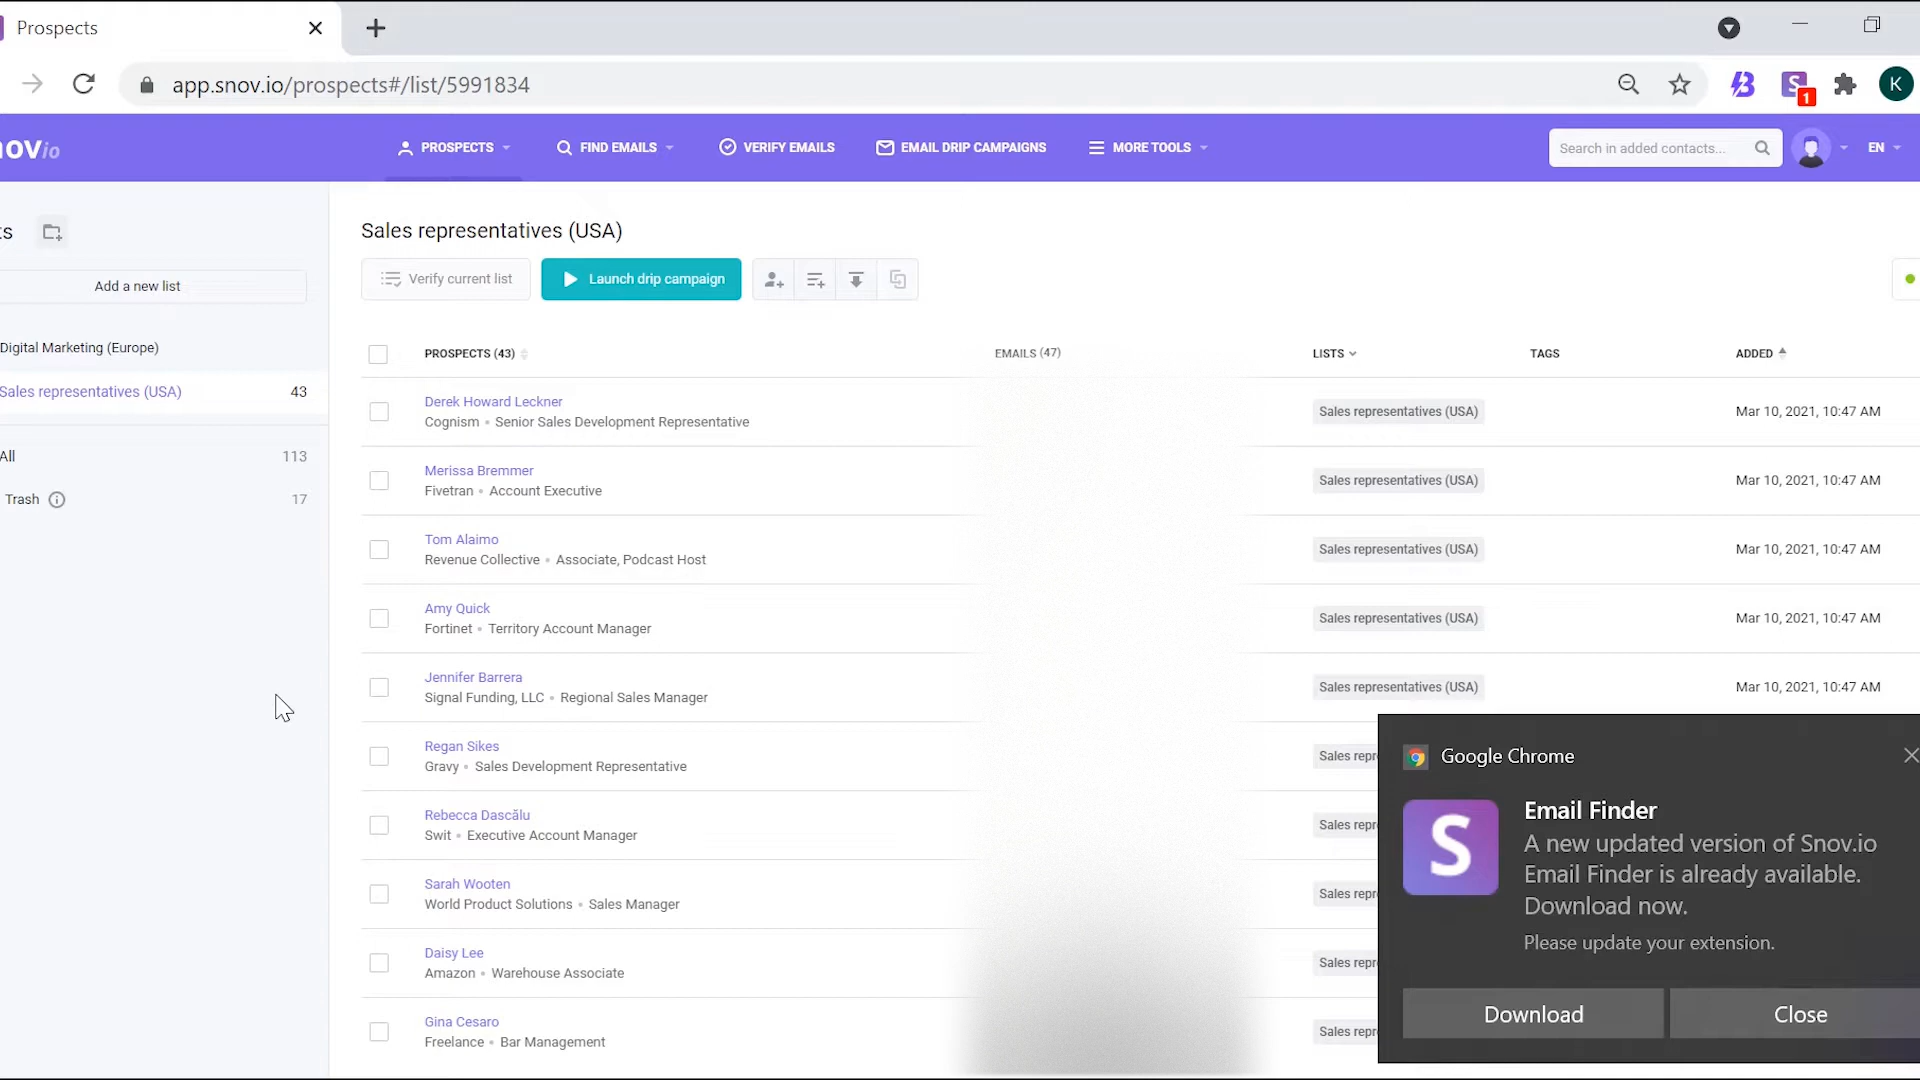 Prospects
app.snov.io/prospects#/list/5991834
1
K
ovio
PROSPECTS
FIND EMAILS
VERIFY EMAILS
EMAIL DRIP CAMPAIGNS
MORE TOOLS
Search in added contacts...
EN
ts
Add a new list
Digital Marketing (Europe)
Sales representatives (USA) 43
All 113
Trash 17
Sales representatives (USA)
Verify current list
Launch drip campaign
PROSPECTS (43) EMAILS (47) LISTS TAGS ADDED
Derek Howard Leckner
Cognism • Senior Sales Development Representative
Sales representatives (USA)
Mar 10, 2021, 10:47 AM
Merissa Bremmer
Fivetran • Account Executive
Sales representatives (USA)
Mar 10, 2021, 10:47 AM
Tom Alaimo
Revenue Collective • Associate, Podcast Host
Sales representatives (USA)
Mar 10, 2021, 10:47 AM
Amy Quick
Fortinet • Territory Account Manager
Sales representatives (USA)
Mar 10, 2021, 10:47 AM
Jennifer Barrera
Signal Funding, LLC • Regional Sales Manager
Sales representatives (USA)
Mar 10, 2021, 10:47 AM
Regan Sikes
Gravy • Sales Development Representative
Sales repr
Rebecca Dascălu
Swit • Executive Account Manager
Sales repr
Sarah Wooten
World Product Solutions • Sales Manager
Sales repr
Daisy Lee
Amazon • Warehouse Associate
Sales repr
Gina Cesaro
Freelance • Bar Management
Sales repr
Google Chrome
S
Email Finder
A new updated version of Snov.io
Email Finder is already available.
Download now.
Please update your extension.
Download
Close